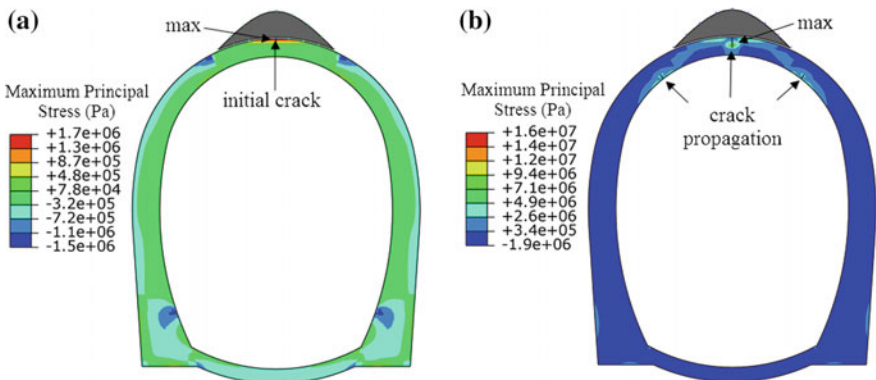 (a)
max
initial crack
Maximum Principal
Stress (Pa)
+1.7e+06
+1.3e+06
+8.7e+05
+4.8e+05
+7.8e+04
-3.2e+05
-7.2e+05
-1.1e+06
-1.5e+06
(b)
max
crack
propagation
Maximum Principal
Stress (Pa)
+1.6e+07
+1.4e+07
+1.2e+07
+9.4e+06
+7.1e+06
+4.9e+06
+2.6e+06
+3.4e+05
-1.9e+06